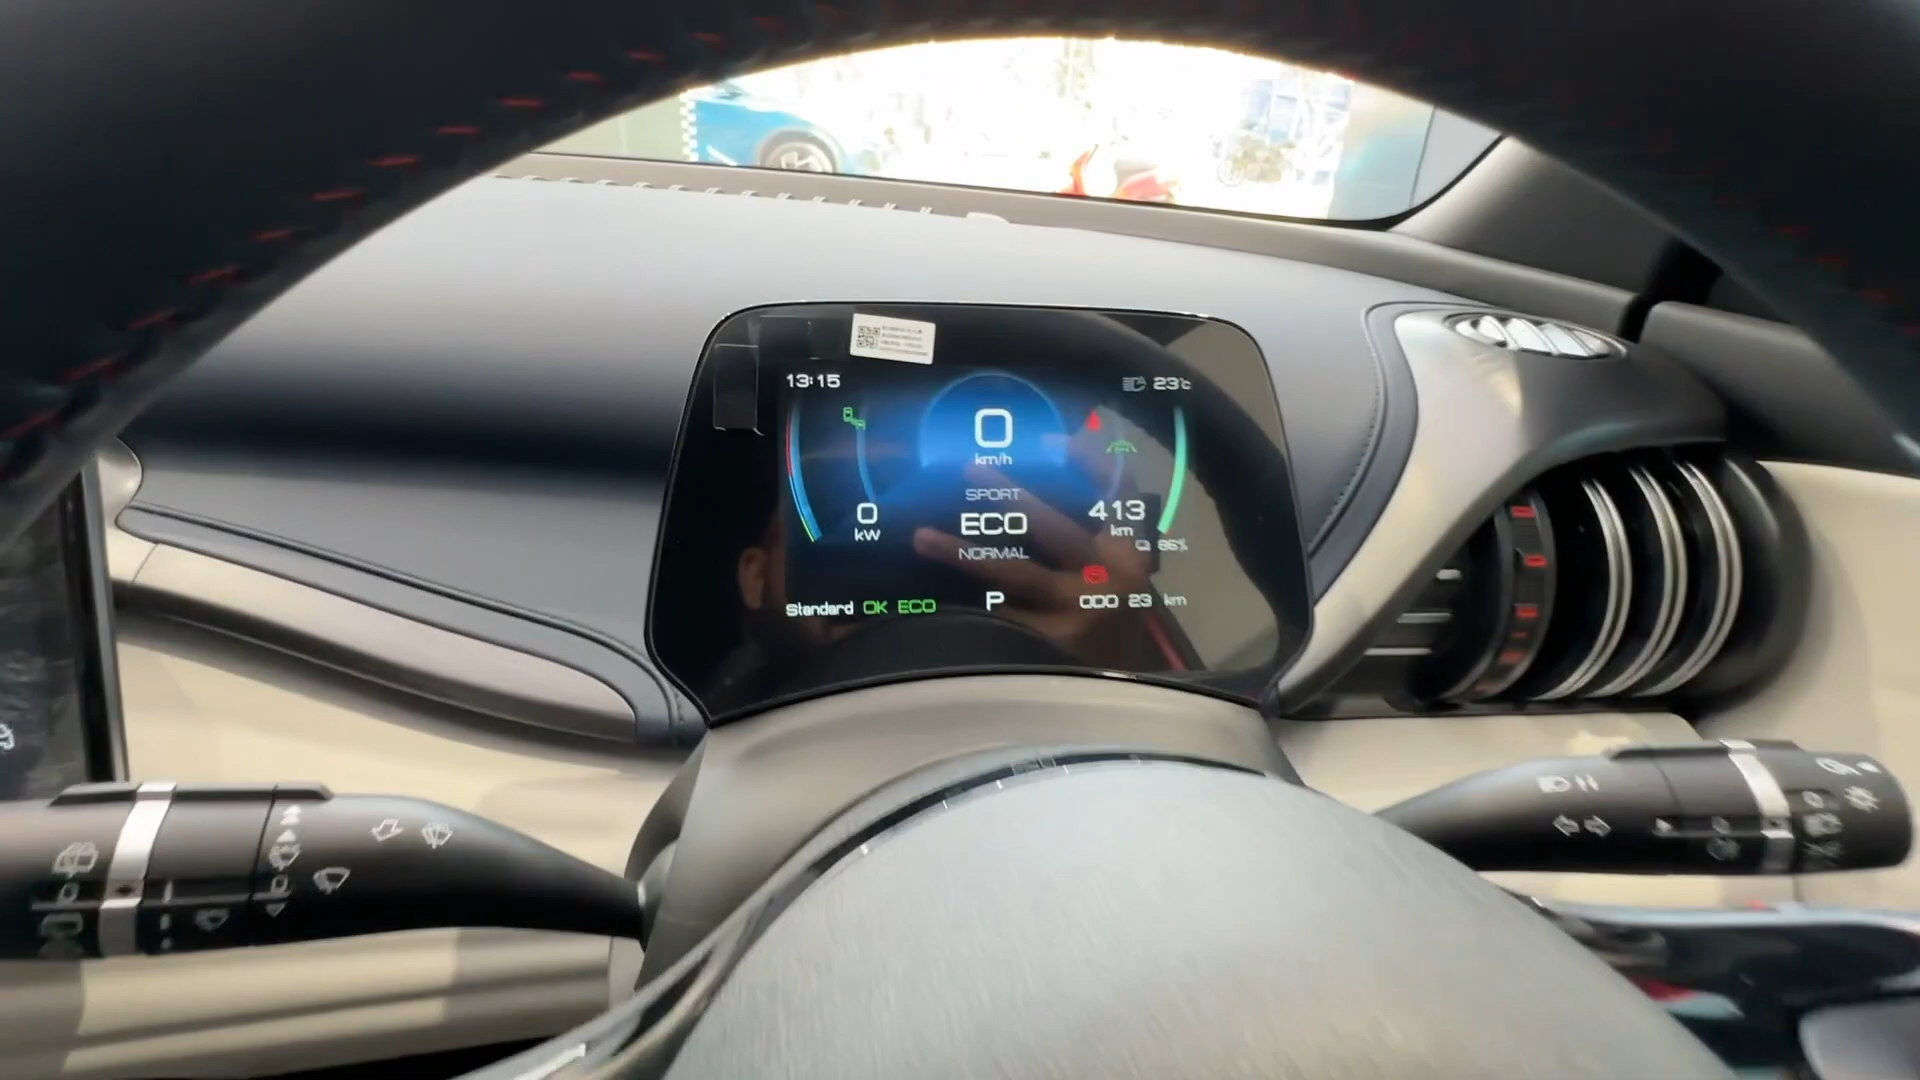 13:15
23℃
0
km/h
SPORT
0
ECO
413
kW
km
NORMAL
86%
Standard OK ECO
P
ODO 23 km